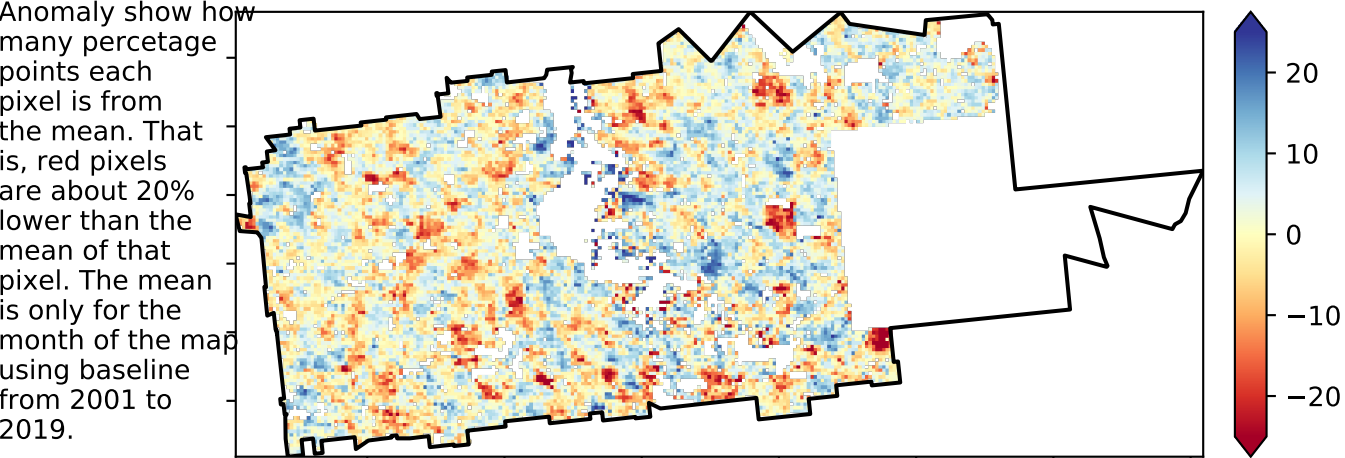 Anomaly show how
many percetage
points each
pixel is from
the mean. That
is, red pixels
are about 20%
lower than the
mean of that
pixel. The mean
is only for the
month of the map
using baseline
from 2001 to
2019.
20
10
0
−10
−20